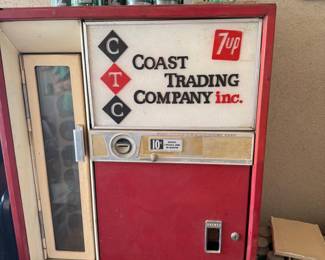 7up
C
T
C
COAST
TRADING
COMPANY inc.
10¢